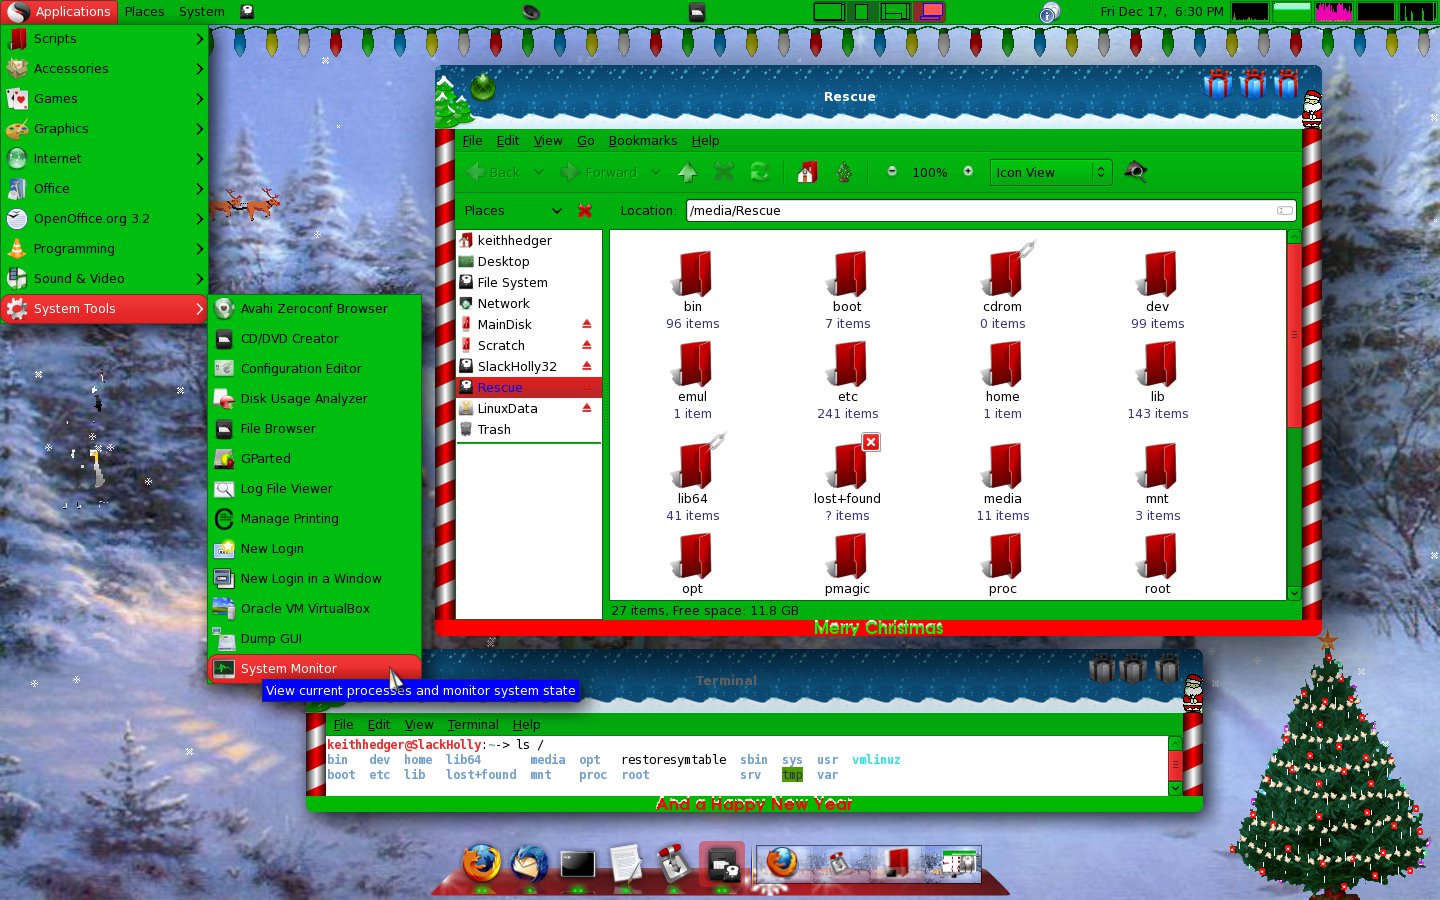 Applications Places System Fri Dec 17, 6:30 PM
Scripts
Accessories
Games
Graphics
Internet
Office
OpenOffice.org 3.2
Programming
Sound & Video
System Tools
Avahi Zeroconf Browser
CD/DVD Creator
Configuration Editor
Disk Usage Analyzer
File Browser
GParted
Log File Viewer
Manage Printing
New Login
New Login in a Window
Oracle VM VirtualBox
Dump GUI
System Monitor
View current processes and monitor system state
Rescue
File Edit View Go Bookmarks Help
Back Forward 100% Icon View
Places Location: /media/Rescue
keithhedger
Desktop
File System
Network
MainDisk
Scratch
SlackHolly32
Rescue
LinuxData
Trash
bin boot cdrom dev
96 items 7 items 0 items 99 items
emul etc home lib
1 item 241 items 1 item 143 items
lib64 lost+found media mnt
41 items ? items 11 items 3 items
opt pmagic proc root
27 items, Free space: 11.8 GB
Merry Christmas
Terminal
File Edit View Terminal Help
keithhedger@SlackHolly:~-> ls /
bin dev home lib64 media opt restoresymtable sbin sys usr vmlinuz
boot etc lib lost+found mnt proc root srv tmp var
And a Happy New Year